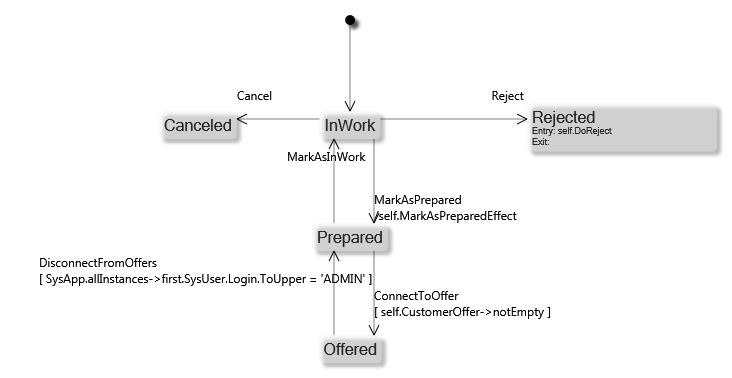 Cancel
Reject
Canceled
InWork
Rejected
Entry: self.DoReject
Exit:
MarkAsInWork
MarkAsPrepared
/self.MarkAsPreparedEffect
Prepared
DisconnectFromOffers
[ SysApp.allInstances->first.SysUser.Login.ToUpper = 'ADMIN' ]
ConnectToOffer
[ self.CustomerOffer->notEmpty ]
Offered